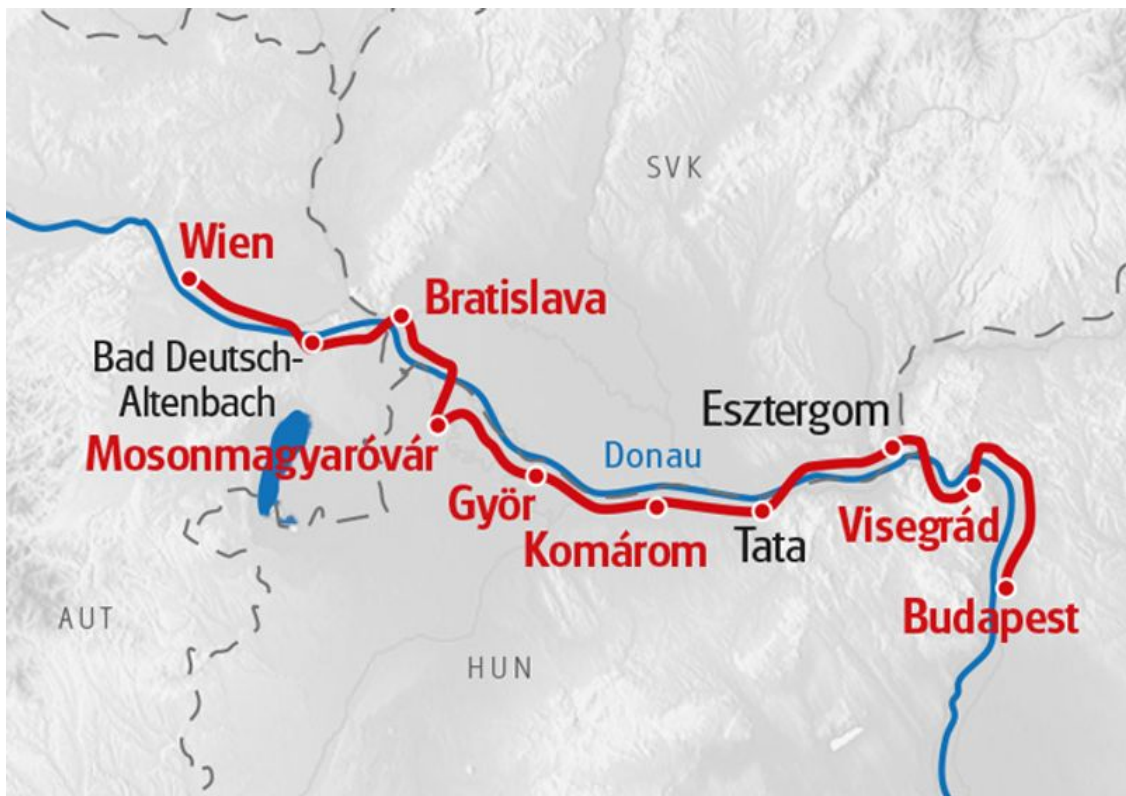 SVK
Wien
Bratislava
Bad Deutsch-
Altenbach
Esztergom
Mosonmagyaróvár
Donau
Györ
Visegrád
Komárom
Tata
AUT
Budapest
HUN